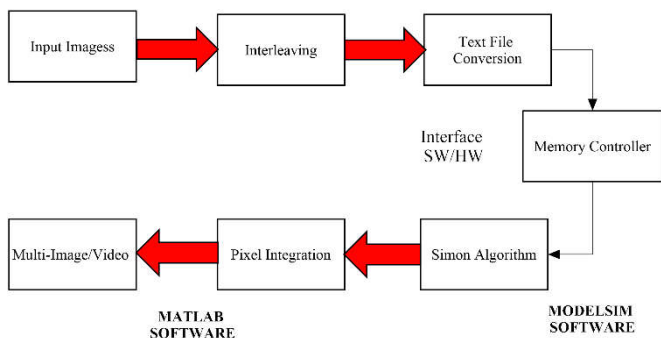 Input Imagess
Interleaving
Text File
Conversion
Interface
SW/HW
Memory Controller
Multi-Image/Video
Pixel Integration
Simon Algorithm
MATLAB
SOFTWARE
MODELSIM
SOFTWARE